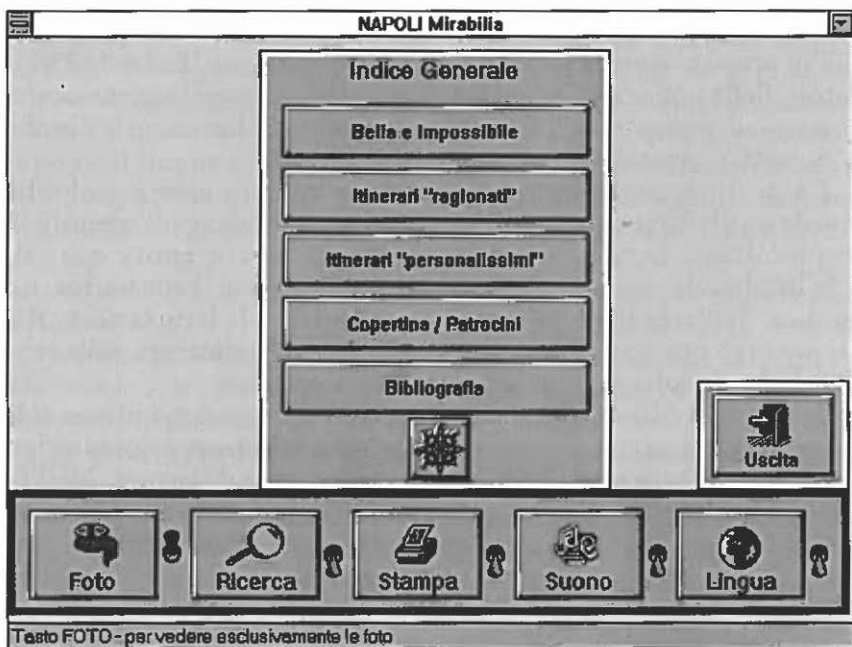 NAPOLI Mirabilia
Indice Generale
Bella e Impossibile
Itinerari "ragionati"
Itinerari "personalissimi"
Copertina / Patrocini
Bibliografia
Uscita
Foto
Ricerca
Stampa
Suono
Lingua
Tasto FOTO - per vedere esclusivamente le foto